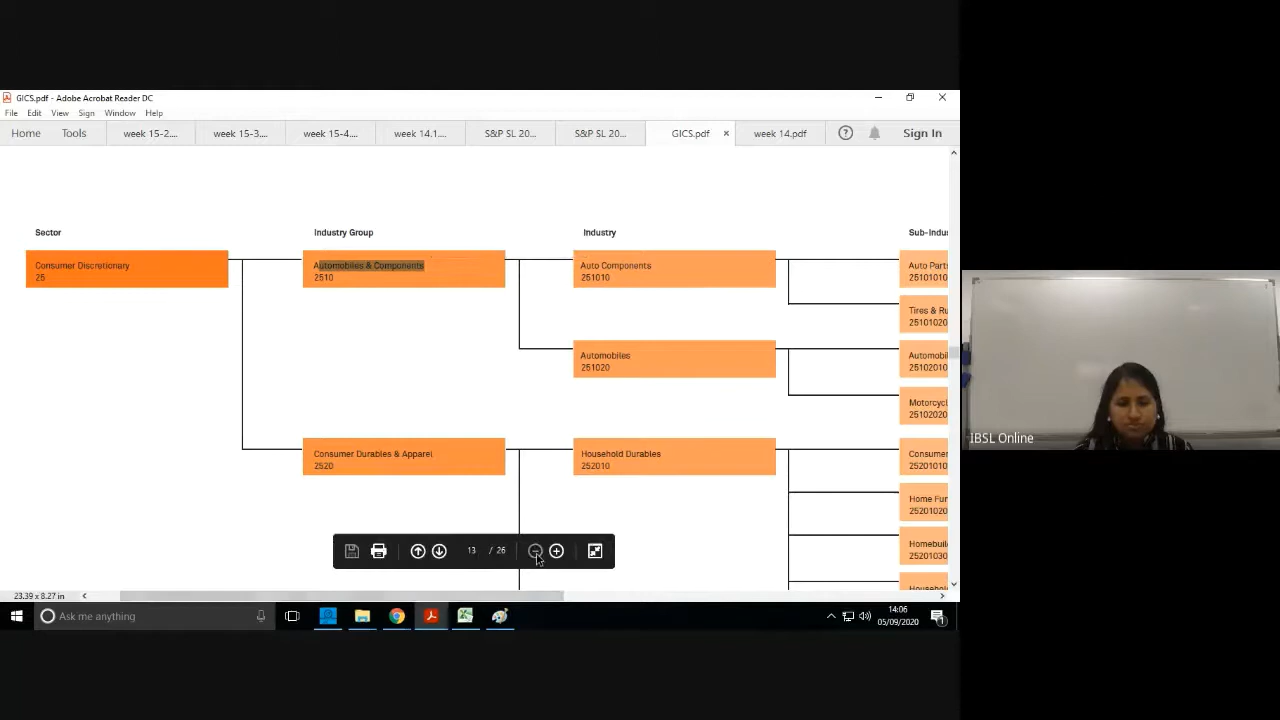 GICS.pdf - Adobe Acrobat Reader DC
File Edit View Sign Window Help
Home Tools week 15-2.... week 15-3.... week 15-4.... week 14.1.... S&P SL 20... S&P SL 20... GICS.pdf × week 14.pdf ? Sign In
Sector Industry Group Industry Sub-Indu
Consumer Discretionary
25
Automobiles & Components
2510
Auto Components
251010
Auto Parts
25101010
Tires & Ru
25101020
Automobiles
251020
Automobil
25102010
Motorcycl
25102020
Consumer Durables & Apparel
2520
Household Durables
252010
Consumer
25201010
Home Fur
25201020
Homebuil
25201030
Househol
13 / 26
23.39 x 8.27 in
Ask me anything
14:06
05/09/2020
1
IBSL Online